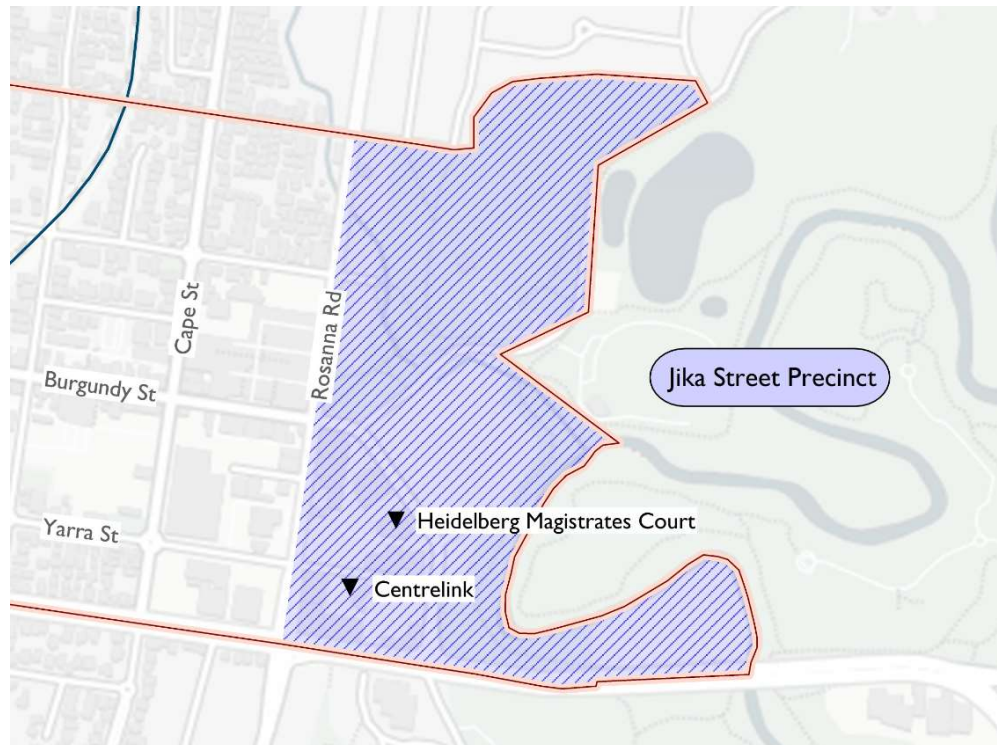 Cape St
Rosanna Rd
Burgundy St
Jika Street Precinct
Yarra St
Heidelberg Magistrates Court
Centrelink